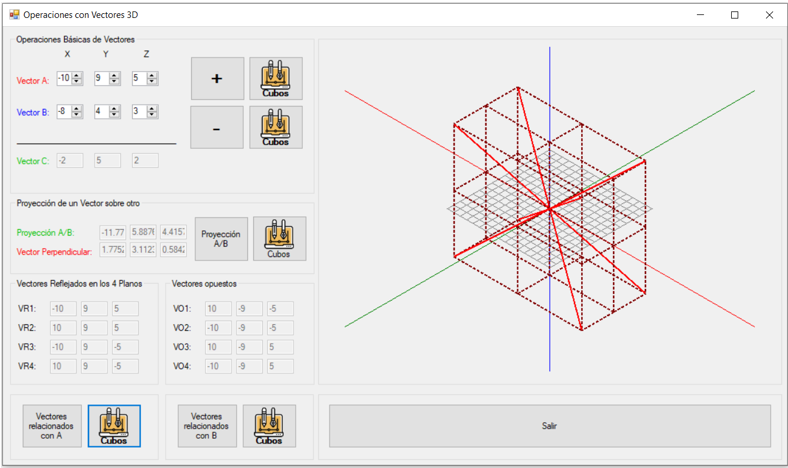 Operaciones con Vectores 3D
Operaciones Básicas de Vectores
X Y Z
Vector A: -10 9 5
+
Cubos
Vector B: -8 4 3
-
Cubos
Vector C: -2 5 2
Proyección de un Vector sobre otro
Proyección A/B: -11.77 5.887 4.415
Vector Perpendicular: 1.775 3.112 0.584
Proyección
A/B
Cubos
Vectores Reflejados en los 4 Planos
VR1: -10 9 5
VR2: 10 9 5
VR3: -10 9 -5
VR4: 10 9 -5
Vectores opuestos
VO1: 10 -9 -5
VO2: -10 -9 -5
VO3: 10 -9 5
VO4: -10 -9 5
Vectores
relacionados
con A
Cubos
Vectores
relacionados
con B
Cubos
Salir